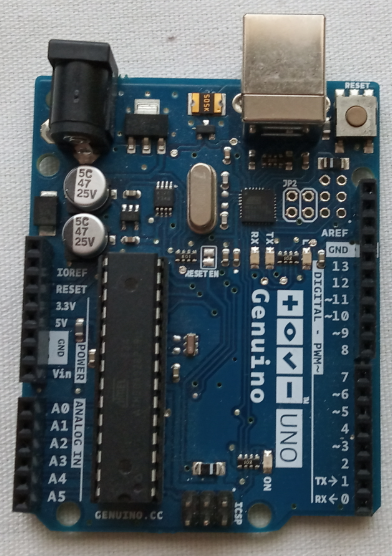 RESET
5C
47
25V
5C
47
25V
JP2
AREF
GND
13
12
~11
~10
~9
8
7
~6
~5
4
~3
2
TX→1
RX←0
DIGITAL - PWM~
TX
RX
L
RESET EN
IOREF
RESET
3.3V
5V
GND
Vin
POWER
A0
A1
A2
A3
A4
A5
ANALOG IN
Genuino
UNO
ON
ICSP
GENUINO.CC